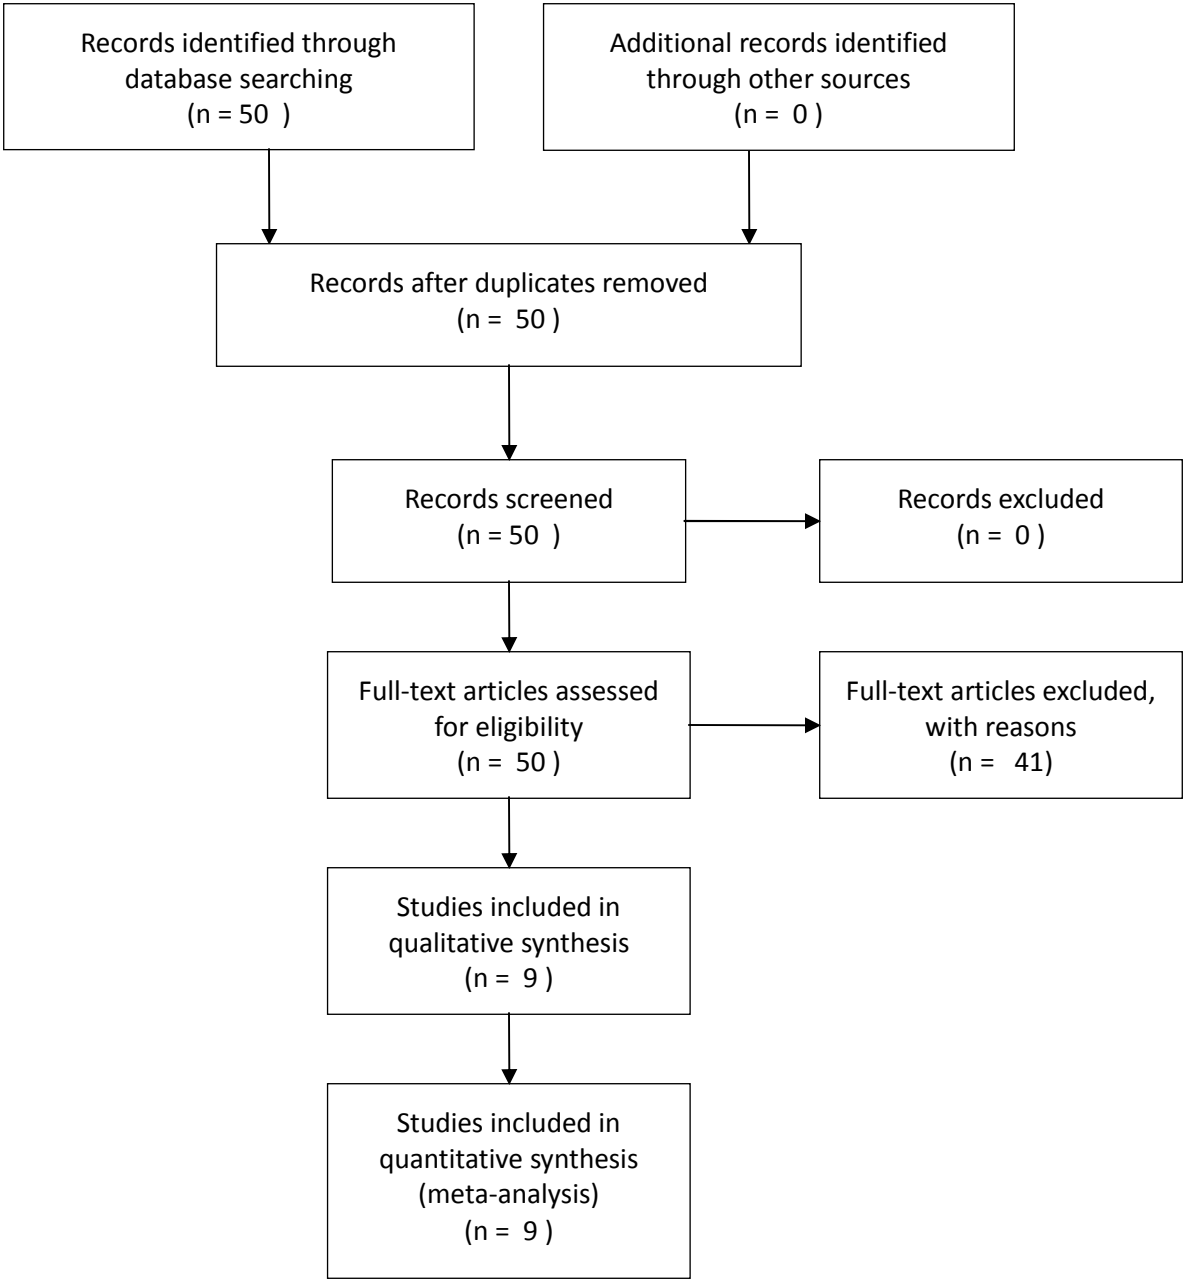 Records identified through
database searching
(n = 50  )
Additional records identified
through other sources
(n =  0 )
Records after duplicates removed
(n =  50 )
Records screened
(n = 50  )
Records excluded
(n =  0 )
Full-text articles assessed
for eligibility
(n =  50 )
Full-text articles excluded,
with reasons
(n =   41)
Studies included in
qualitative synthesis
(n =  9 )
Studies included in
quantitative synthesis
(meta-analysis)
(n =  9 )